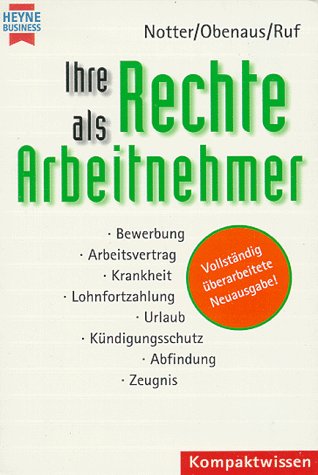 HEYNE
BUSINESS
Notter/Obenaus/Ruf
Ihre Rechte
als
Arbeitnehmer
· Bewerbung
· Arbeitsvertrag
· Krankheit
· Lohnfortzahlung
· Urlaub
· Kündigungsschutz
· Abfindung
· Zeugnis
Vollständig
überarbeitete
Neuausgabe!
Kompaktwissen